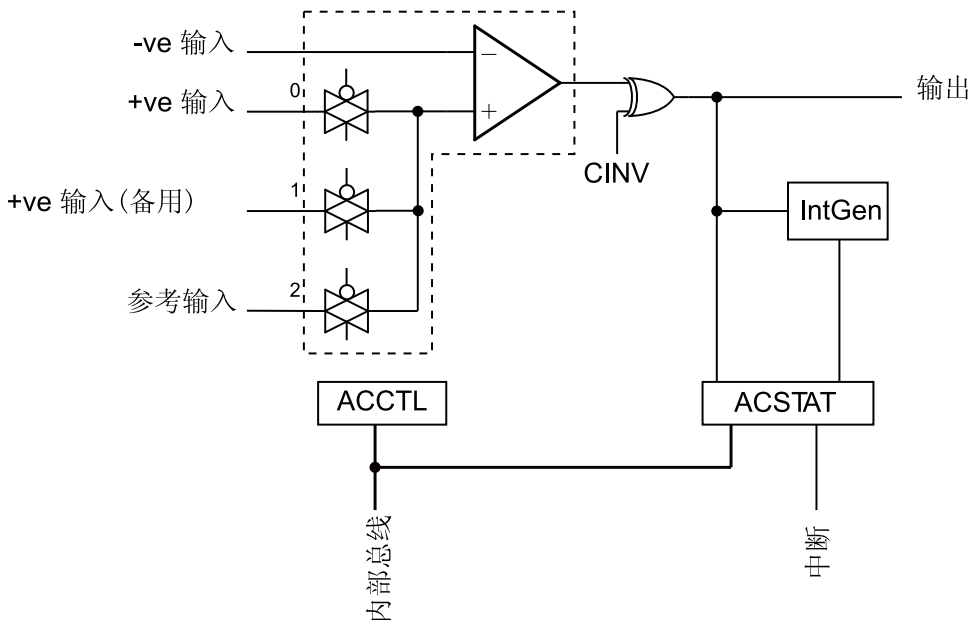 -ve 输入
0
+ve 输入
输出
CINV
1
+ve 输入(备用)
IntGen
2
参考输入
ACCTL
ACSTAT
内部总线
中断